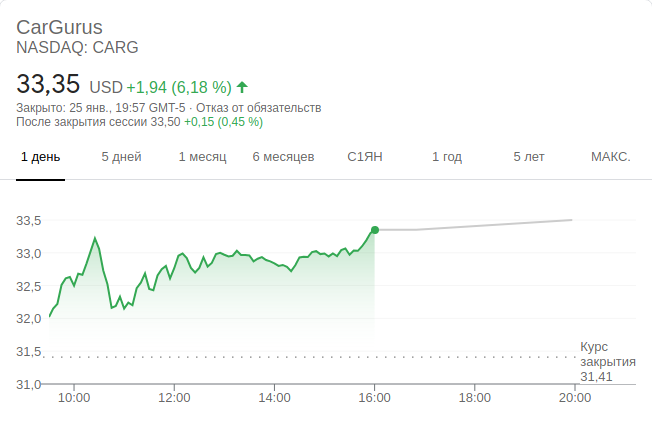 CarGurus
NASDAQ: CARG
33,35 USD +1,94 (6,18 %)
Закрыто: 25 янв., 19:57 GMT-5 · Отказ от обязательств
После закрытия сессии 33,50 +0,15 (0,45 %)
1 день 5 дней 1 месяц 6 месяцев С1ЯН 1 год 5 лет МАКС.
33,5
33,0
32,5
32,0
31,5
31,0
Курс
закрытия
31,41
10:00 12:00 14:00 16:00 18:00 20:00